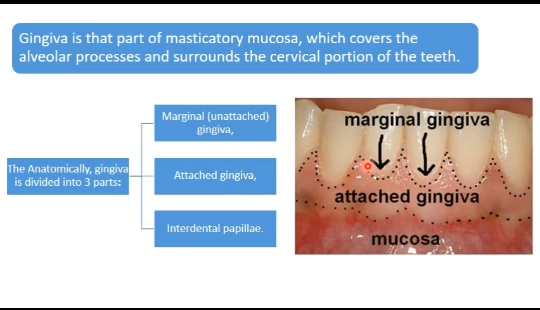 Gingiva is that part of masticatory mucosa, which covers the
alveolar processes and surrounds the cervical portion of the teeth.
The Anatomically, gingiva
is divided into 3 parts:
Marginal (unattached)
gingiva,
Attached gingiva,
Interdental papillae.
marginal gingiva
attached gingiva
mucosa